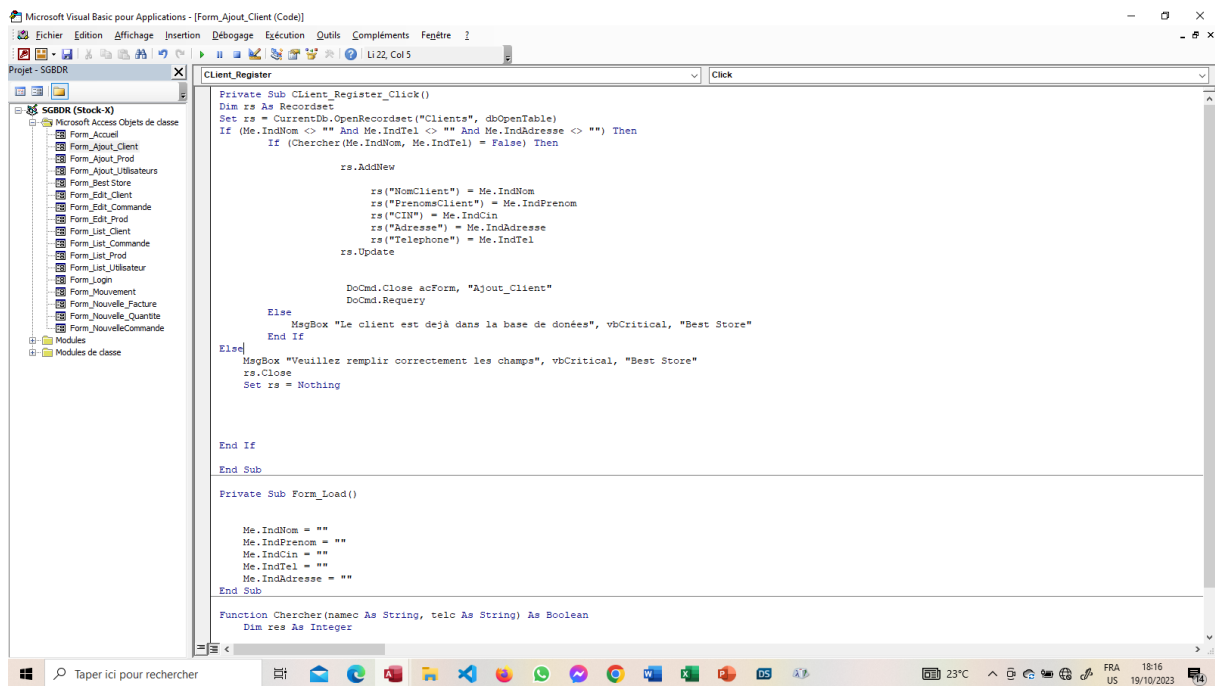 Microsoft Visual Basic pour Applications - [Form_Ajout_Client (Code)]
Fichier Edition Affichage Insertion Débogage Exécution Outils Compléments Fenêtre ?
Li 22, Col 5
Projet - SGBDR
CLient_Register
Click
SGBDR (Stock-X)
Microsoft Access Objets de classe
Form_Accueil
Form_Ajout_Client
Form_Ajout_Prod
Form_Ajout_Utilisateurs
Form_Best Store
Form_Edit_Client
Form_Edit_Commande
Form_Edit_Prod
Form_List_Client
Form_List_Commande
Form_List_Prod
Form_List_Utilisateur
Form_Login
Form_Mouvement
Form_Nouvelle_Facture
Form_Nouvelle_Quantite
Form_NouvelleCommande
Modules
Modules de classe
Private Sub CLient_Register_Click()
Dim rs As Recordset
Set rs = CurrentDb.OpenRecordset("Clients", dbOpenTable)
If (Me.IndNom <> "" And Me.IndTel <> "" And Me.IndAdresse <> "") Then
If (Chercher(Me.IndNom, Me.IndTel) = False) Then
rs.AddNew
rs("NomClient") = Me.IndNom
rs("PrenomsClient") = Me.IndPrenom
rs("CIN") = Me.IndCin
rs("Adresse") = Me.IndAdresse
rs("Telephone") = Me.IndTel
rs.Update
DoCmd.Close acForm, "Ajout_Client"
DoCmd.Requery
Else
MsgBox "Le client est dejà dans la base de donées", vbCritical, "Best Store"
End If
Else
MsgBox "Veuillez remplir correctement les champs", vbCritical, "Best Store"
rs.Close
Set rs = Nothing
End If
End Sub
Private Sub Form_Load()
Me.IndNom = ""
Me.IndPrenom = ""
Me.IndCin = ""
Me.IndTel = ""
Me.IndAdresse = ""
End Sub
Function Chercher(namec As String, telc As String) As Boolean
Dim res As Integer
Taper ici pour rechercher
DS
23°C
FRA
US
18:16
19/10/2023
14